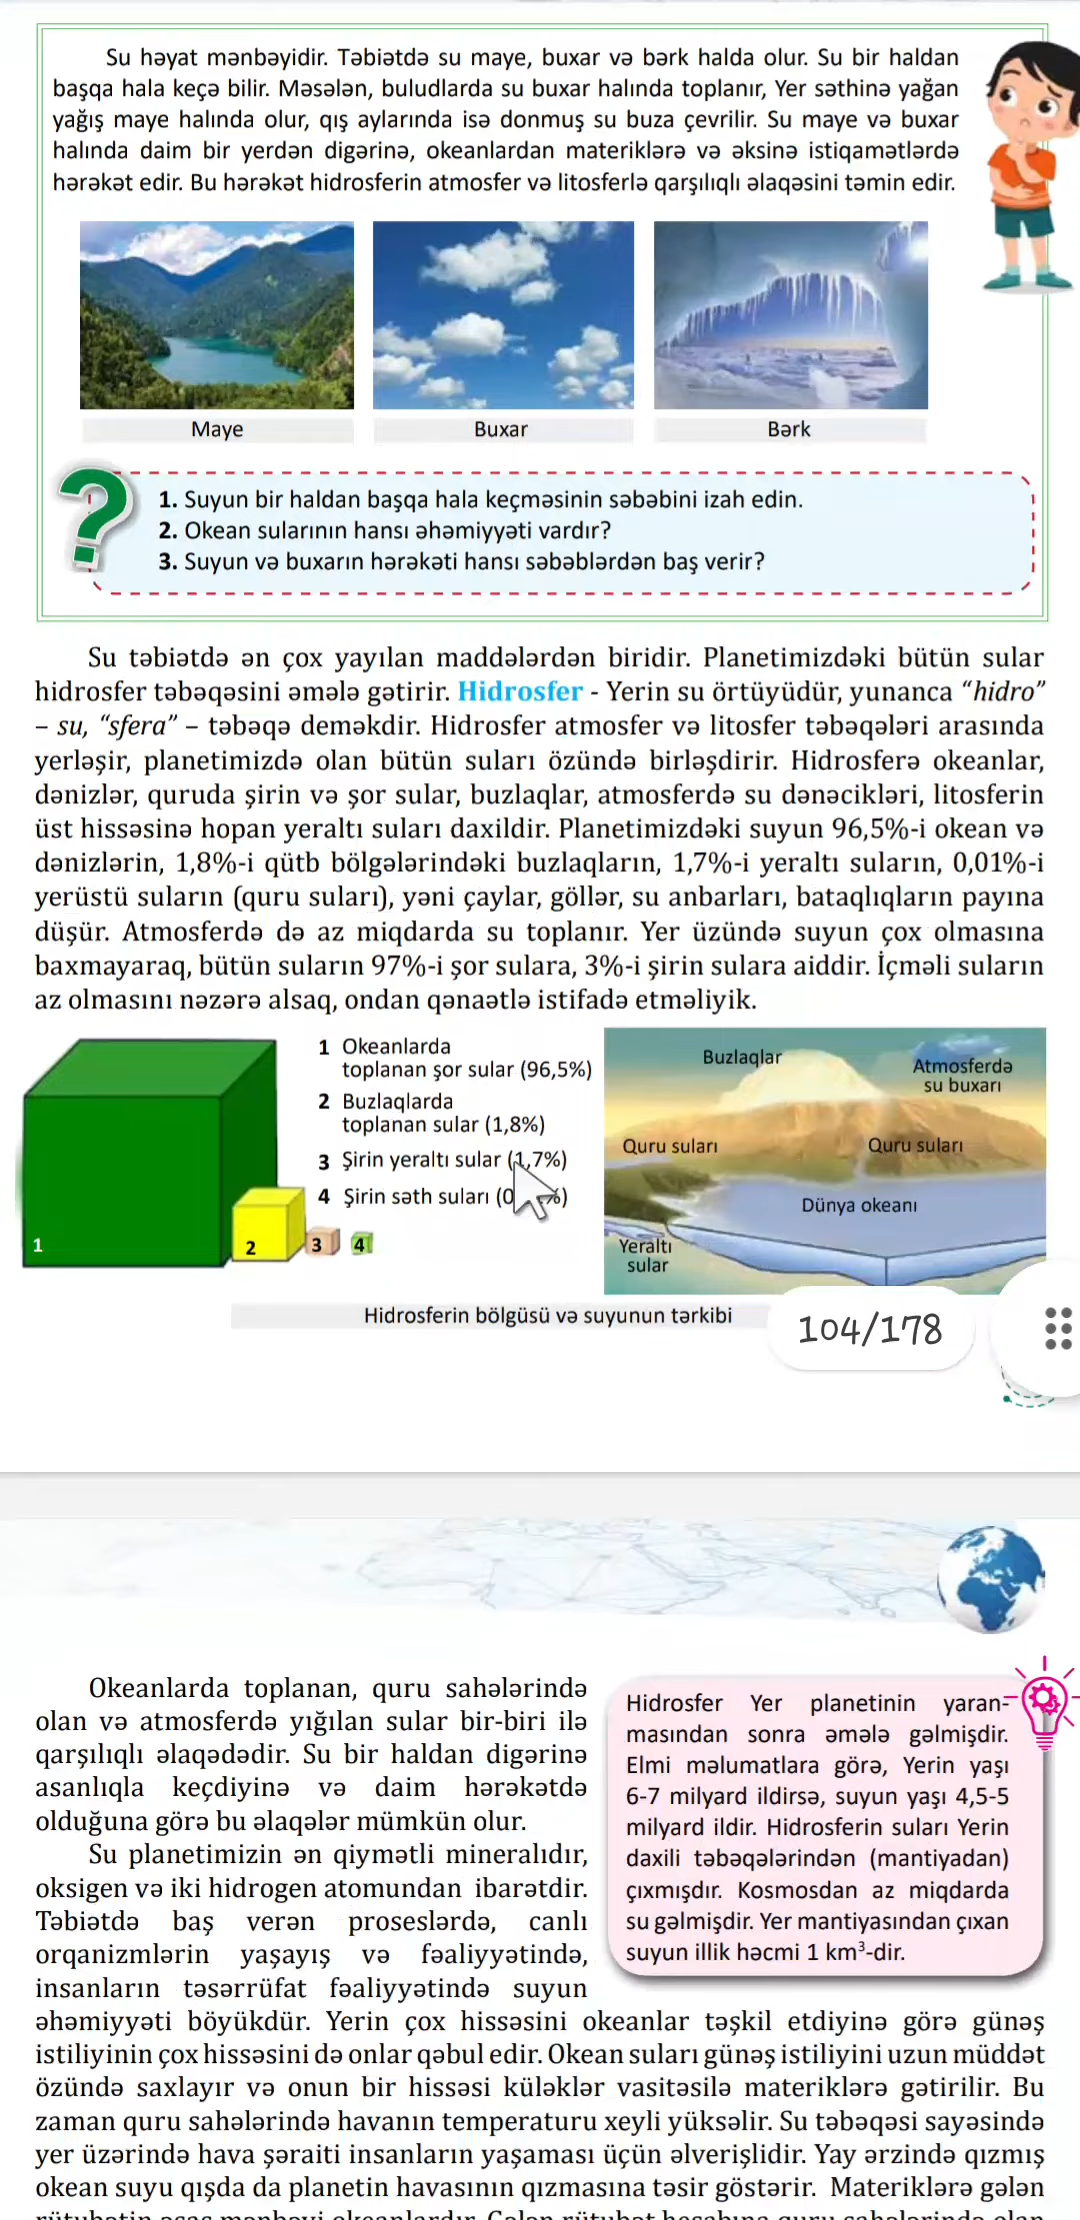 Su həyat mənbəyidir. Təbiətdə su maye, buxar və bərk halda olur. Su bir haldan
başqa hala keçə bilir. Məsələn, buludlarda su buxar halında toplanır, Yer səthinə yağan
yağış maye halında olur, qış aylarında isə donmuş su buza çevrilir. Su maye və buxar
halında daim bir yerdən digərinə, okeanlardan materiklərə və əksinə istiqamətlərdə
hərəkət edir. Bu hərəkət hidrosferin atmosfer və litosferlə qarşılıqlı əlaqəsini təmin edir.
Maye
Buxar
Bərk
?
1. Suyun bir haldan başqa hala keçməsinin səbəbini izah edin.
2. Okean sularının hansı əhəmiyyəti vardır?
3. Suyun və buxarın hərəkəti hansı səbəblərdən baş verir?
Su təbiətdə ən çox yayılan maddələrdən biridir. Planetimizdəki bütün sular
hidrosfer təbəqəsini əmələ gətirir. Hidrosfer - Yerin su örtüyüdür, yunanca “hidro”
– su, “sfera” – təbəqə deməkdir. Hidrosfer atmosfer və litosfer təbəqələri arasında
yerləşir, planetimizdə olan bütün suları özündə birləşdirir. Hidrosferə okeanlar,
dənizlər, quruda şirin və şor sular, buzlaqlar, atmosferdə su dənəcikləri, litosferin
üst hissəsinə hopan yeraltı suları daxildir. Planetimizdəki suyun 96,5%-i okean və
dənizlərin, 1,8%-i qütb bölgələrindəki buzlaqların, 1,7%-i yeraltı suların, 0,01%-i
yerüstü suların (quru suları), yəni çaylar, göllər, su anbarları, bataqlıqların payına
düşür. Atmosferdə də az miqdarda su toplanır. Yer üzündə suyun çox olmasına
baxmayaraq, bütün suların 97%-i şor sulara, 3%-i şirin sulara aiddir. İçməli suların
az olmasını nəzərə alsaq, ondan qənaətlə istifadə etməliyik.
1 Okeanlarda
toplanan şor sular (96,5%)
2 Buzlaqlarda
toplanan sular (1,8%)
3 Şirin yeraltı sular (1,7%)
4 Şirin səth suları (0 %)
1
2
3
4
Buzlaqlar
Atmosferdə
su buxarı
Quru suları
Quru suları
Dünya okeanı
Yeraltı
sular
Hidrosferin bölgüsü və suyunun tərkibi
104/178
Okeanlarda toplanan, quru sahələrində
olan və atmosferdə yığılan sular bir-biri ilə
qarşılıqlı əlaqədədir. Su bir haldan digərinə
asanlıqla keçdiyinə və daim hərəkətdə
olduğuna görə bu əlaqələr mümkün olur.
Su planetimizin ən qiymətli mineralıdır,
oksigen və iki hidrogen atomundan ibarətdir.
Təbiətdə baş verən proseslərdə, canlı
orqanizmlərin yaşayış və fəaliyyətində,
insanların təsərrüfat fəaliyyətində suyun
əhəmiyyəti böyükdür. Yerin çox hissəsini okeanlar təşkil etdiyinə görə günəş
istiliyinin çox hissəsini də onlar qəbul edir. Okean suları günəş istiliyini uzun müddət
özündə saxlayır və onun bir hissəsi küləklər vasitəsilə materiklərə gətirilir. Bu
zaman quru sahələrində havanın temperaturu xeyli yüksəlir. Su təbəqəsi sayəsində
yer üzərində hava şəraiti insanların yaşaması üçün əlverişlidir. Yay ərzində qızmış
okean suyu qışda da planetin havasının qızmasına təsir göstərir. Materiklərə gələn
Hidrosfer Yer planetinin yaran-
masından sonra əmələ gəlmişdir.
Elmi məlumatlara görə, Yerin yaşı
6-7 milyard ildirsə, suyun yaşı 4,5-5
milyard ildir. Hidrosferin suları Yerin
daxili təbəqələrindən (mantiyadan)
çıxmışdır. Kosmosdan az miqdarda
su gəlmişdir. Yer mantiyasından çıxan
suyun illik həcmi 1 km³-dir.